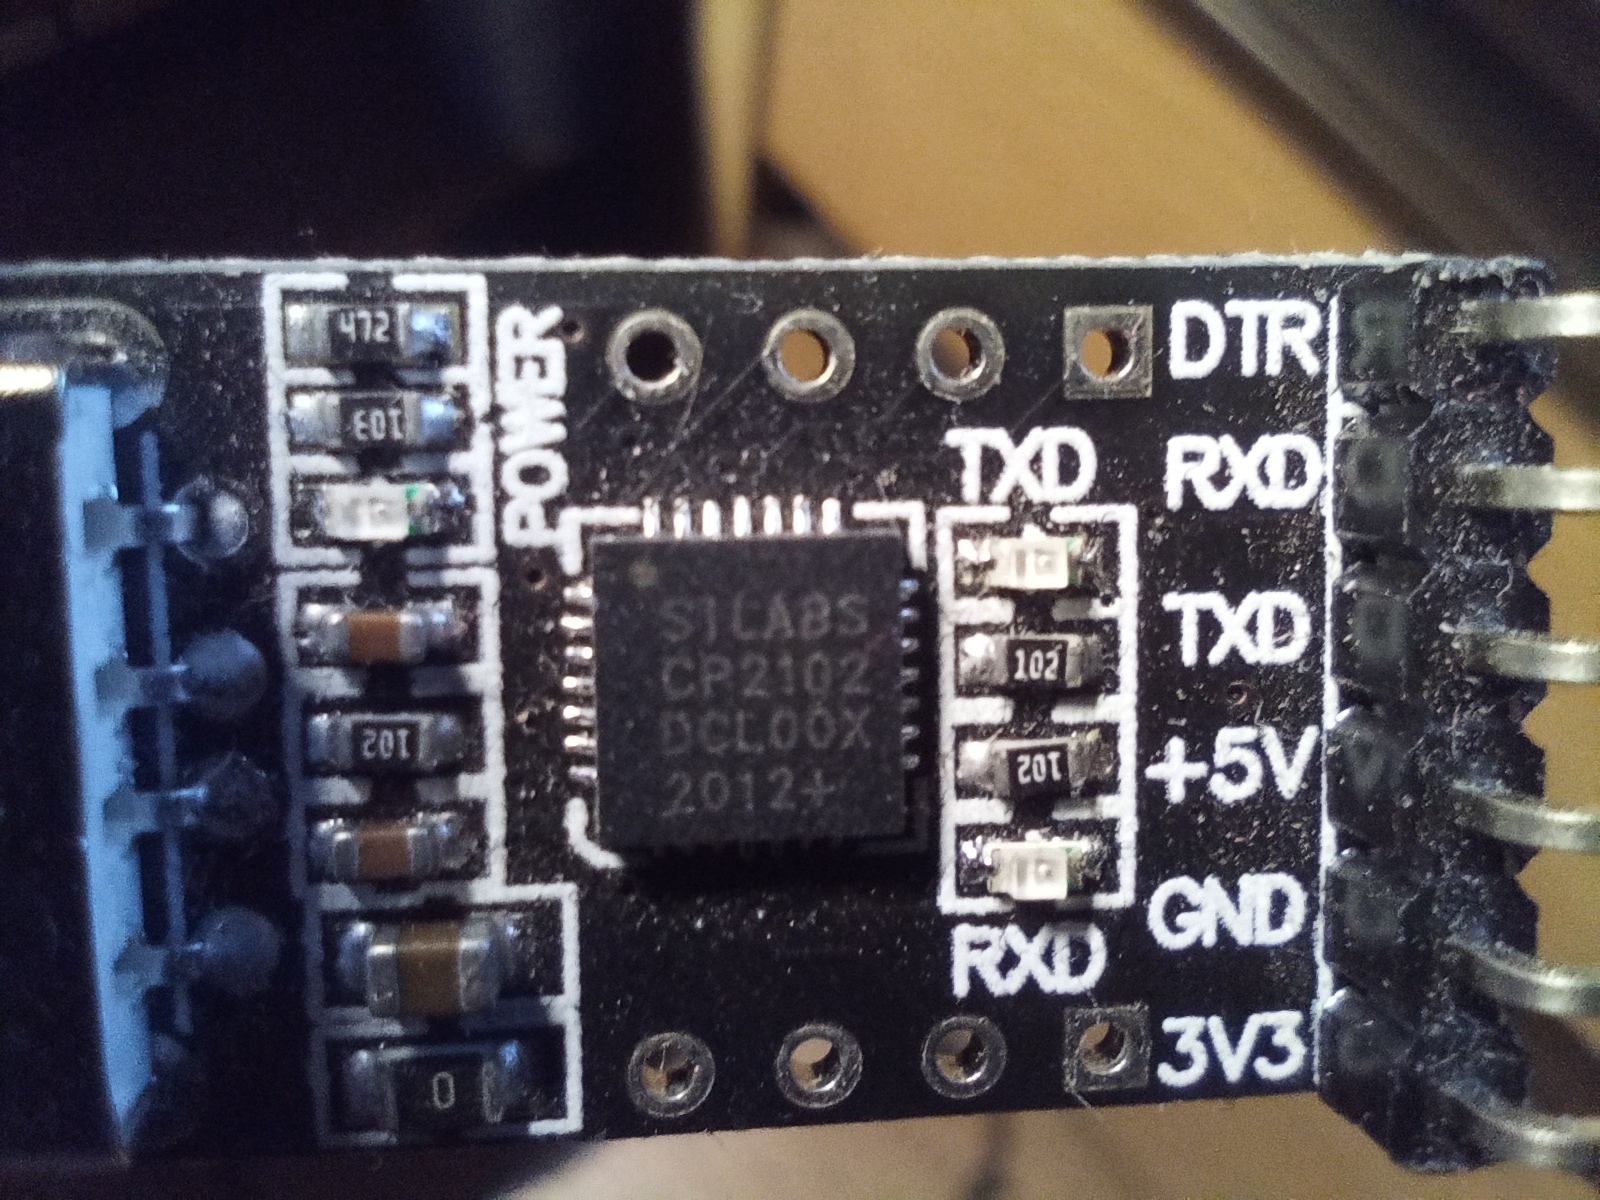 472
103
POWER
102
0
SILABS
CP2102
DCL00X
2012+
TXD
102
102
RXD
DTR
RXD
TXD
+5V
GND
3V3